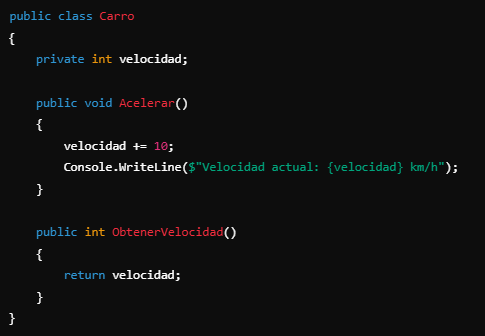 public class Carro
{
    private int velocidad;

    public void Acelerar()
    {
        velocidad += 10;
        Console.WriteLine($"Velocidad actual: {velocidad} km/h");
    }

    public int ObtenerVelocidad()
    {
        return velocidad;
    }
}